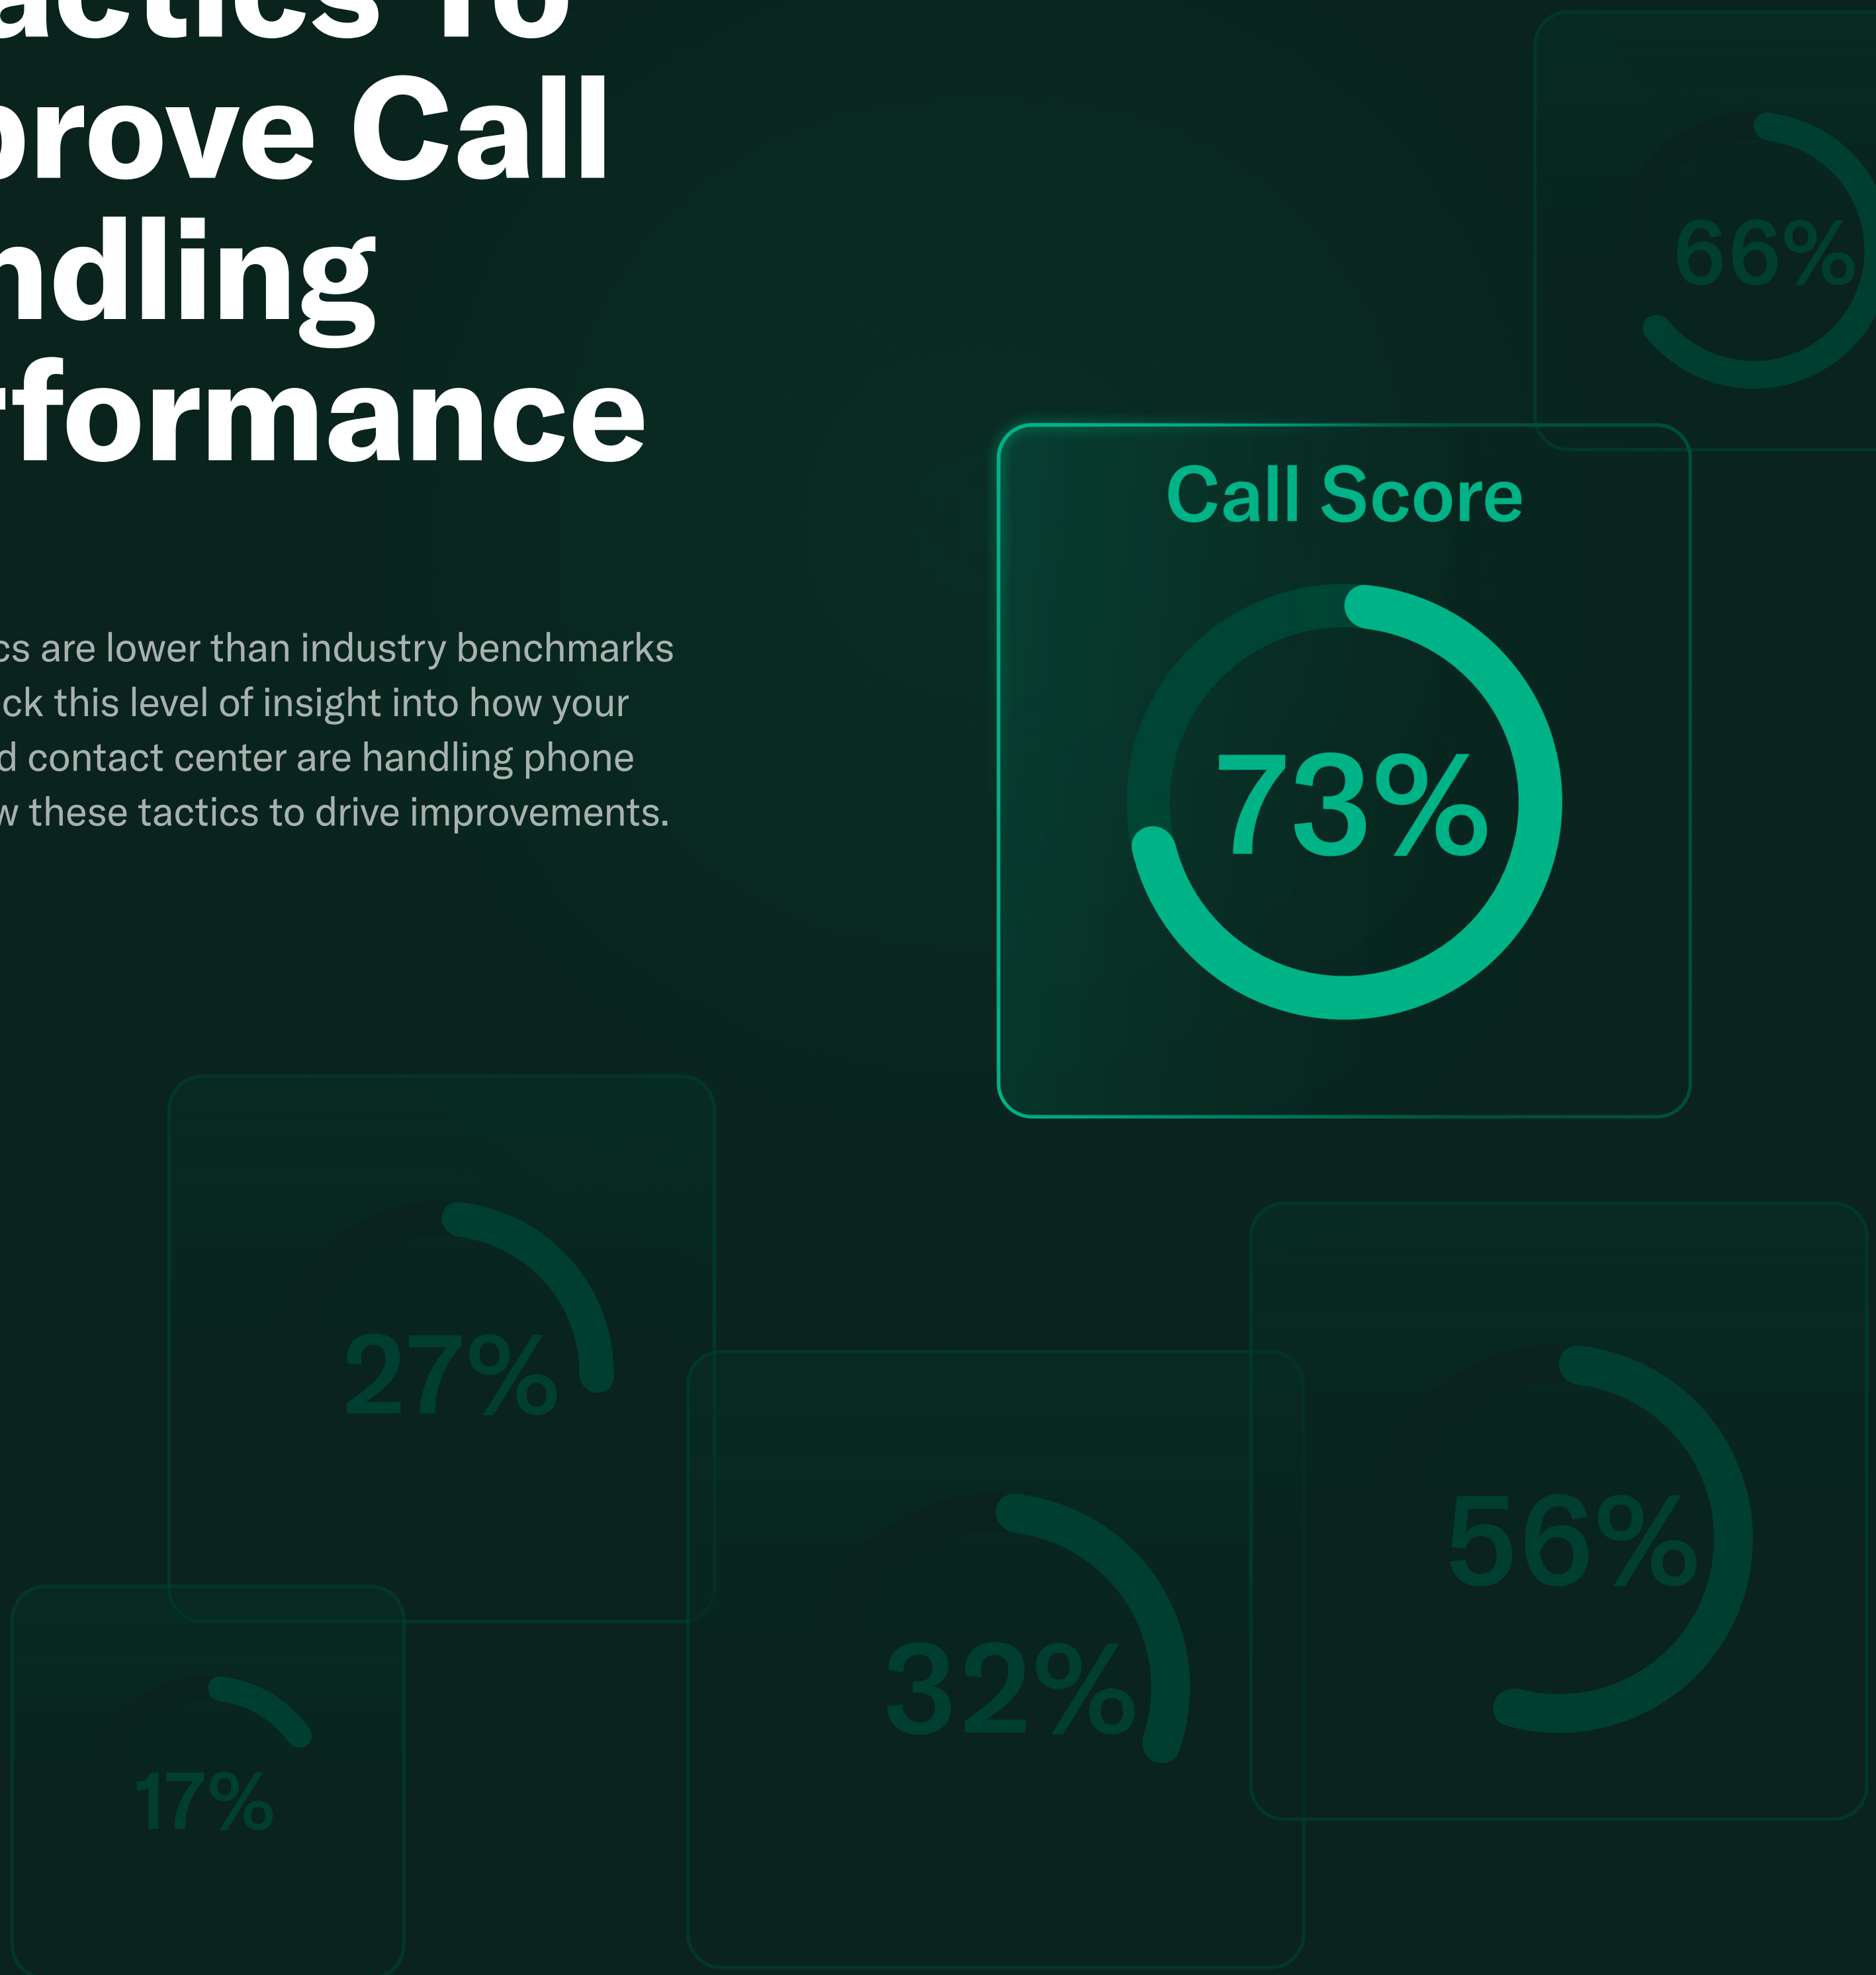 actics To
prove Call
ndling
rformance
cs are lower than industry benchmarks
ck this level of insight into how your
d contact center are handling phone
w these tactics to drive improvements.
66%
Call Score
73%
27%
56%
32%
17%